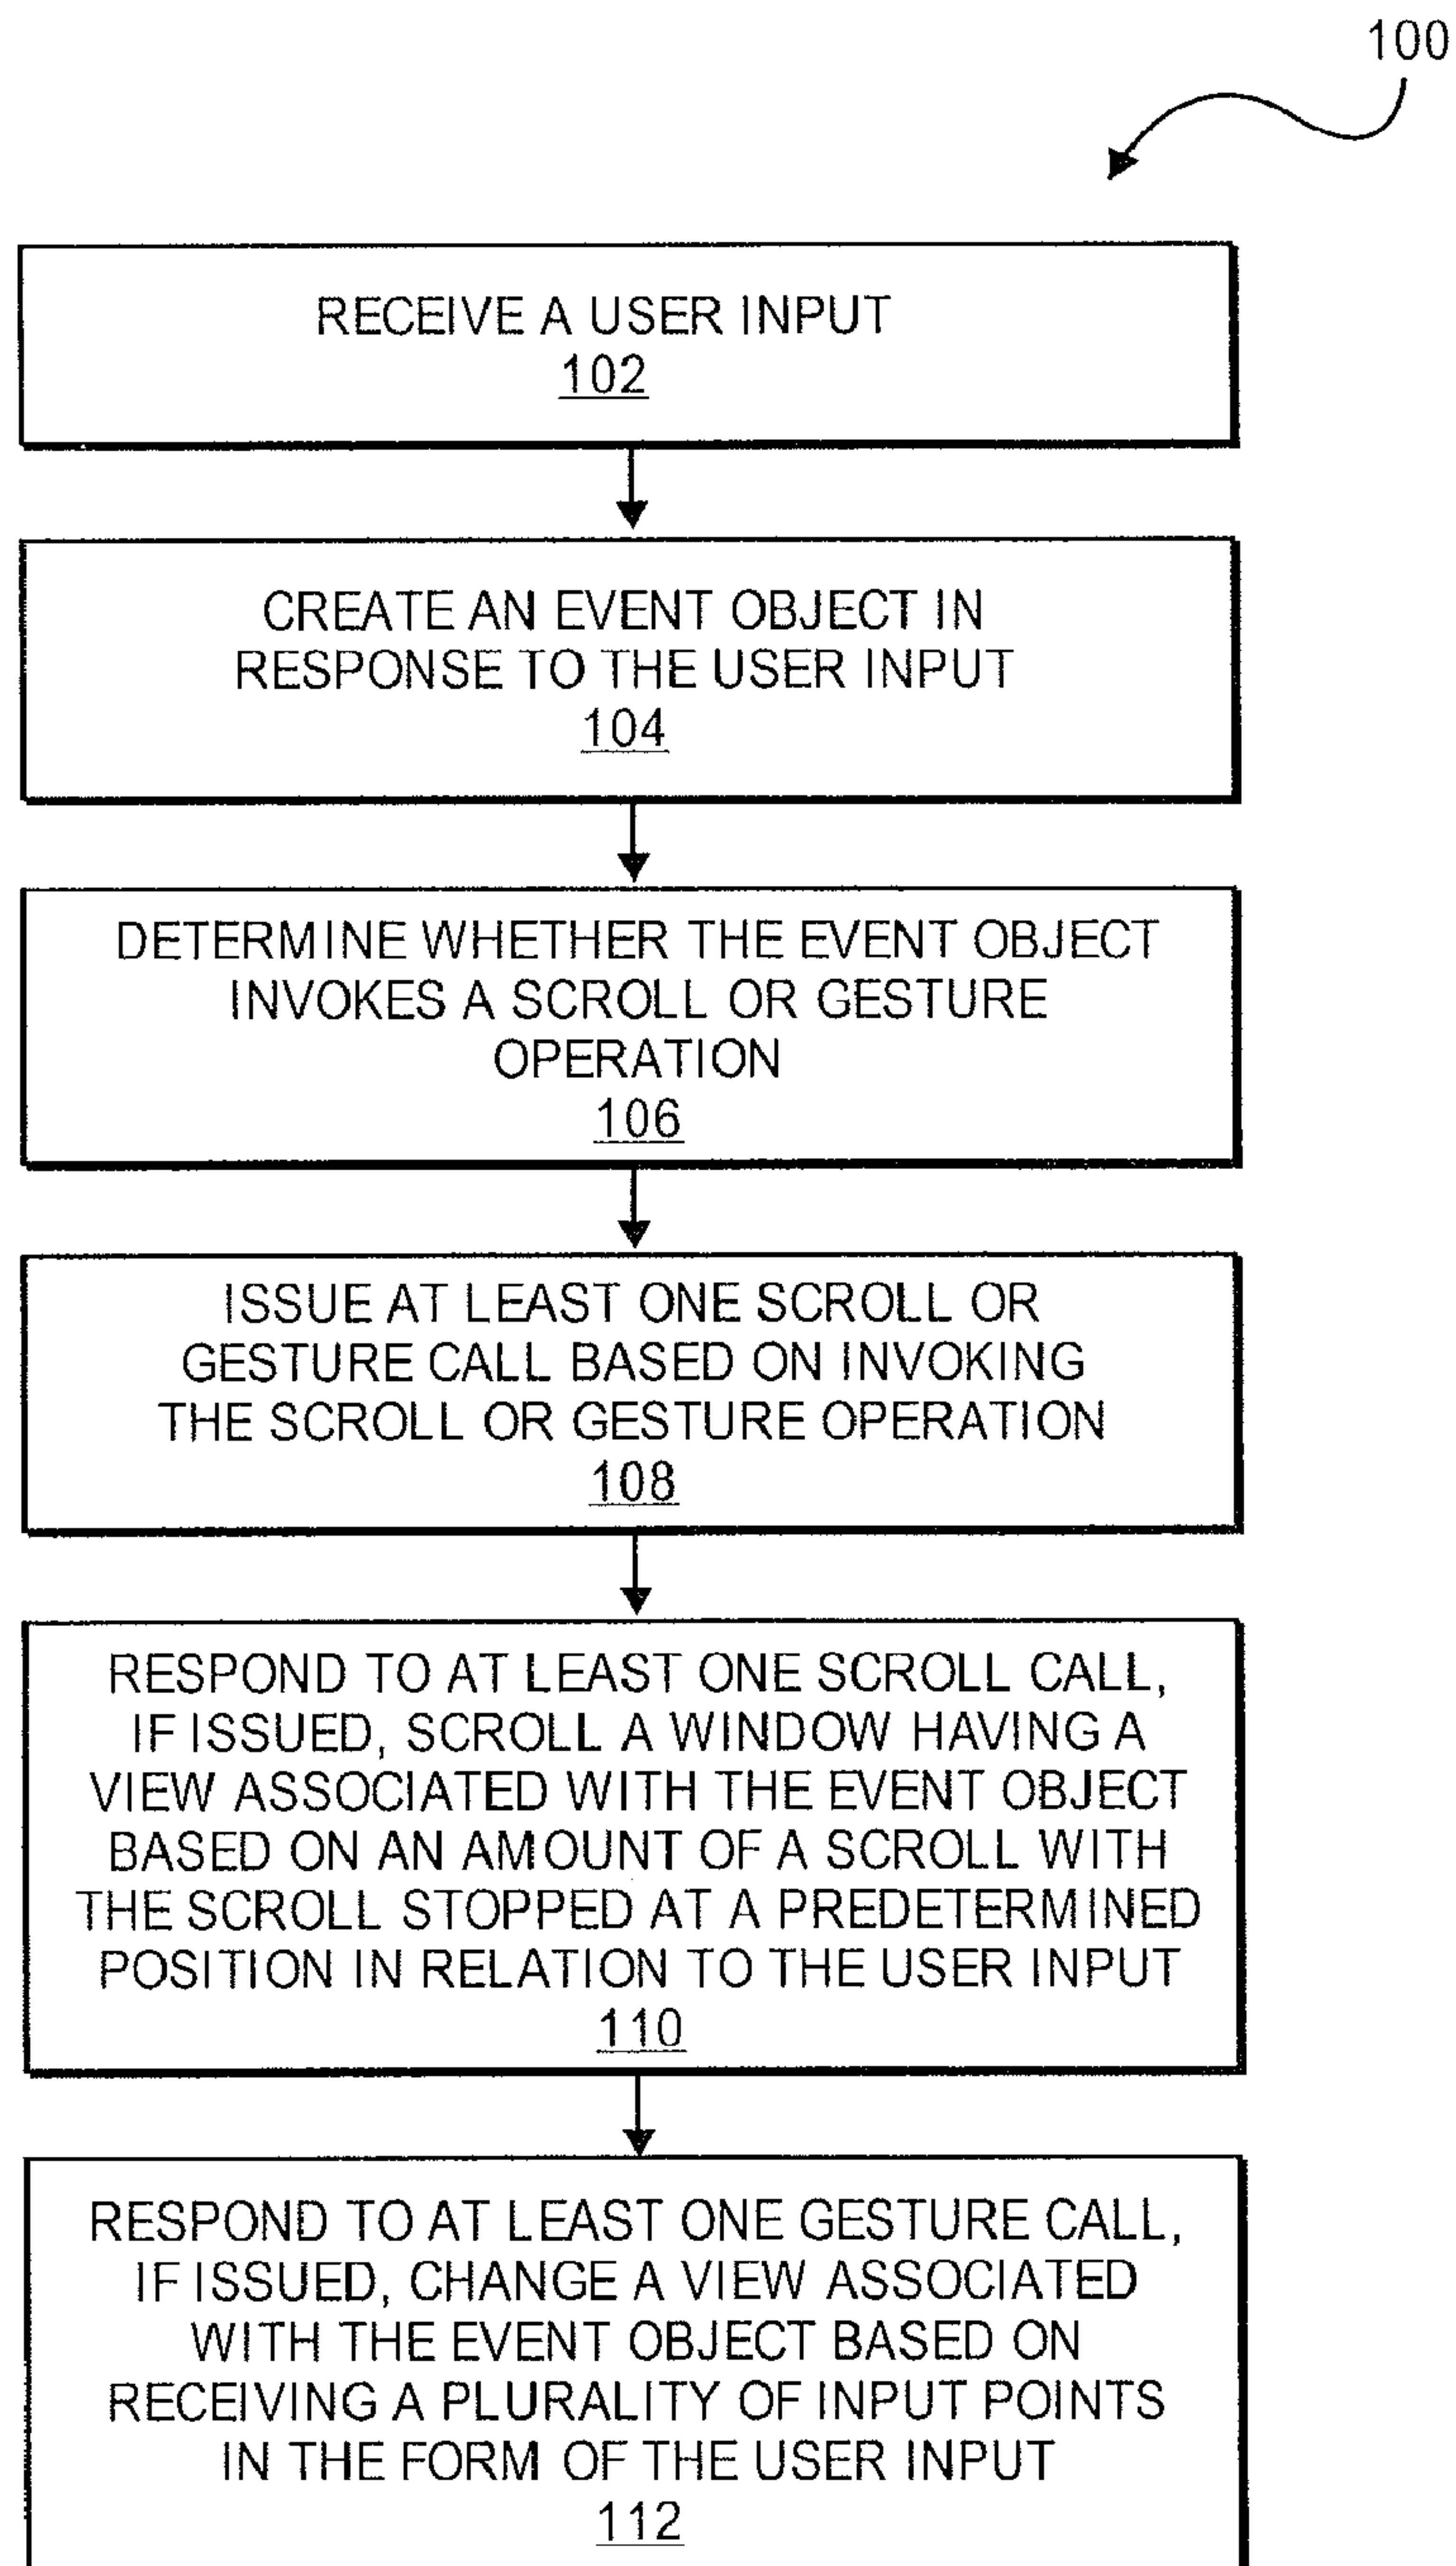 100
RECEIVE A USER INPUT
102
CREATE AN EVENT OBJECT IN
RESPONSE TO THE USER INPUT
104
DETERMINE WHETHER THE EVENT OBJECT
INVOKES A SCROLL OR GESTURE
OPERATION
106
ISSUE AT LEAST ONE SCROLL OR
GESTURE CALL BASED ON INVOKING
THE SCROLL OR GESTURE OPERATION
108
RESPOND TO AT LEAST ONE SCROLL CALL,
IF ISSUED, SCROLL A WINDOW HAVING A
VIEW ASSOCIATED WITH THE EVENT OBJECT
BASED ON AN AMOUNT OF A SCROLL WITH
THE SCROLL STOPPED AT A PREDETERMINED
POSITION IN RELATION TO THE USER INPUT
110
RESPOND TO AT LEAST ONE GESTURE CALL,
IF ISSUED, CHANGE A VIEW ASSOCIATED
WITH THE EVENT OBJECT BASED ON
RECEIVING A PLURALITY OF INPUT POINTS
IN THE FORM OF THE USER INPUT
112